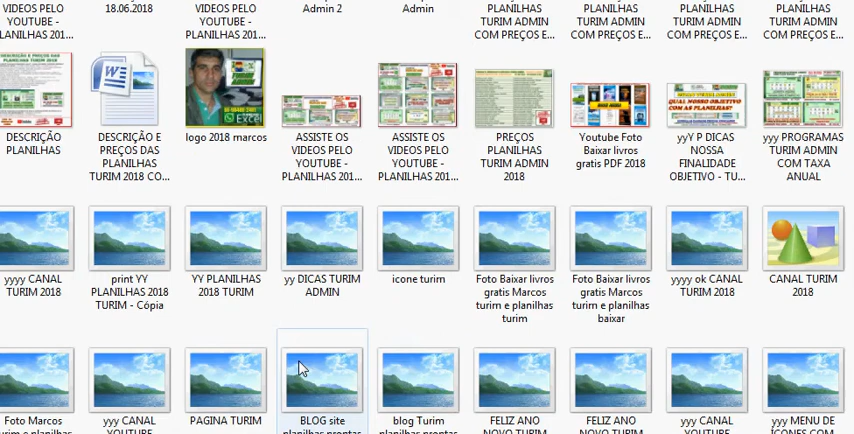 VIDEOS PELO
YOUTUBE -
PLANILHAS 201...
18.06.2018
VIDEOS PELO
YOUTUBE -
PLANILHAS 201...
Admin 2
Admin
PLANILHAS
TURIM ADMIN
COM PREÇOS E...
PLANILHAS
TURIM ADMIN
COM PREÇOS E...
PLANILHAS
TURIM ADMIN
COM PREÇOS E...
PLANILHAS
TURIM ADMIN
COM PREÇOS E...
DESCRIÇÃO
PLANILHAS
DESCRIÇÃO E
PREÇOS DAS
PLANILHAS
TURIM 2018 CO...
logo 2018 marcos
ASSISTE OS
VIDEOS PELO
YOUTUBE -
PLANILHAS 201...
ASSISTE OS
VIDEOS PELO
YOUTUBE -
PLANILHAS 201...
PREÇOS
PLANILHAS
TURIM ADMIN
2018
Youtube Foto
Baixar livros
gratis PDF 2018
yyY P DICAS
NOSSA
FINALIDADE
OBJETIVO - TU...
yyy PROGRAMAS
TURIM ADMIN
COM TAXA
ANUAL
yyyy CANAL
TURIM 2018
print YY
PLANILHAS 2018
TURIM - Cópia
YY PLANILHAS
2018 TURIM
yy DICAS TURIM
ADMIN
icone turim
Foto Baixar livros
gratis Marcos
turim e planilhas
turim
Foto Baixar livros
gratis Marcos
turim e planilhas
baixar
yyyy ok CANAL
TURIM 2018
CANAL TURIM
2018
Foto Marcos
turim e planilhas
yyy CANAL
YOUTUBE
PAGINA TURIM
BLOG site
planilhas prontas
blog Turim
planilhas prontas
FELIZ ANO
NOVO TURIM
FELIZ ANO
NOVO TURIM
yyy CANAL
YOUTUBE
yyy MENU DE
ÍCONES COM